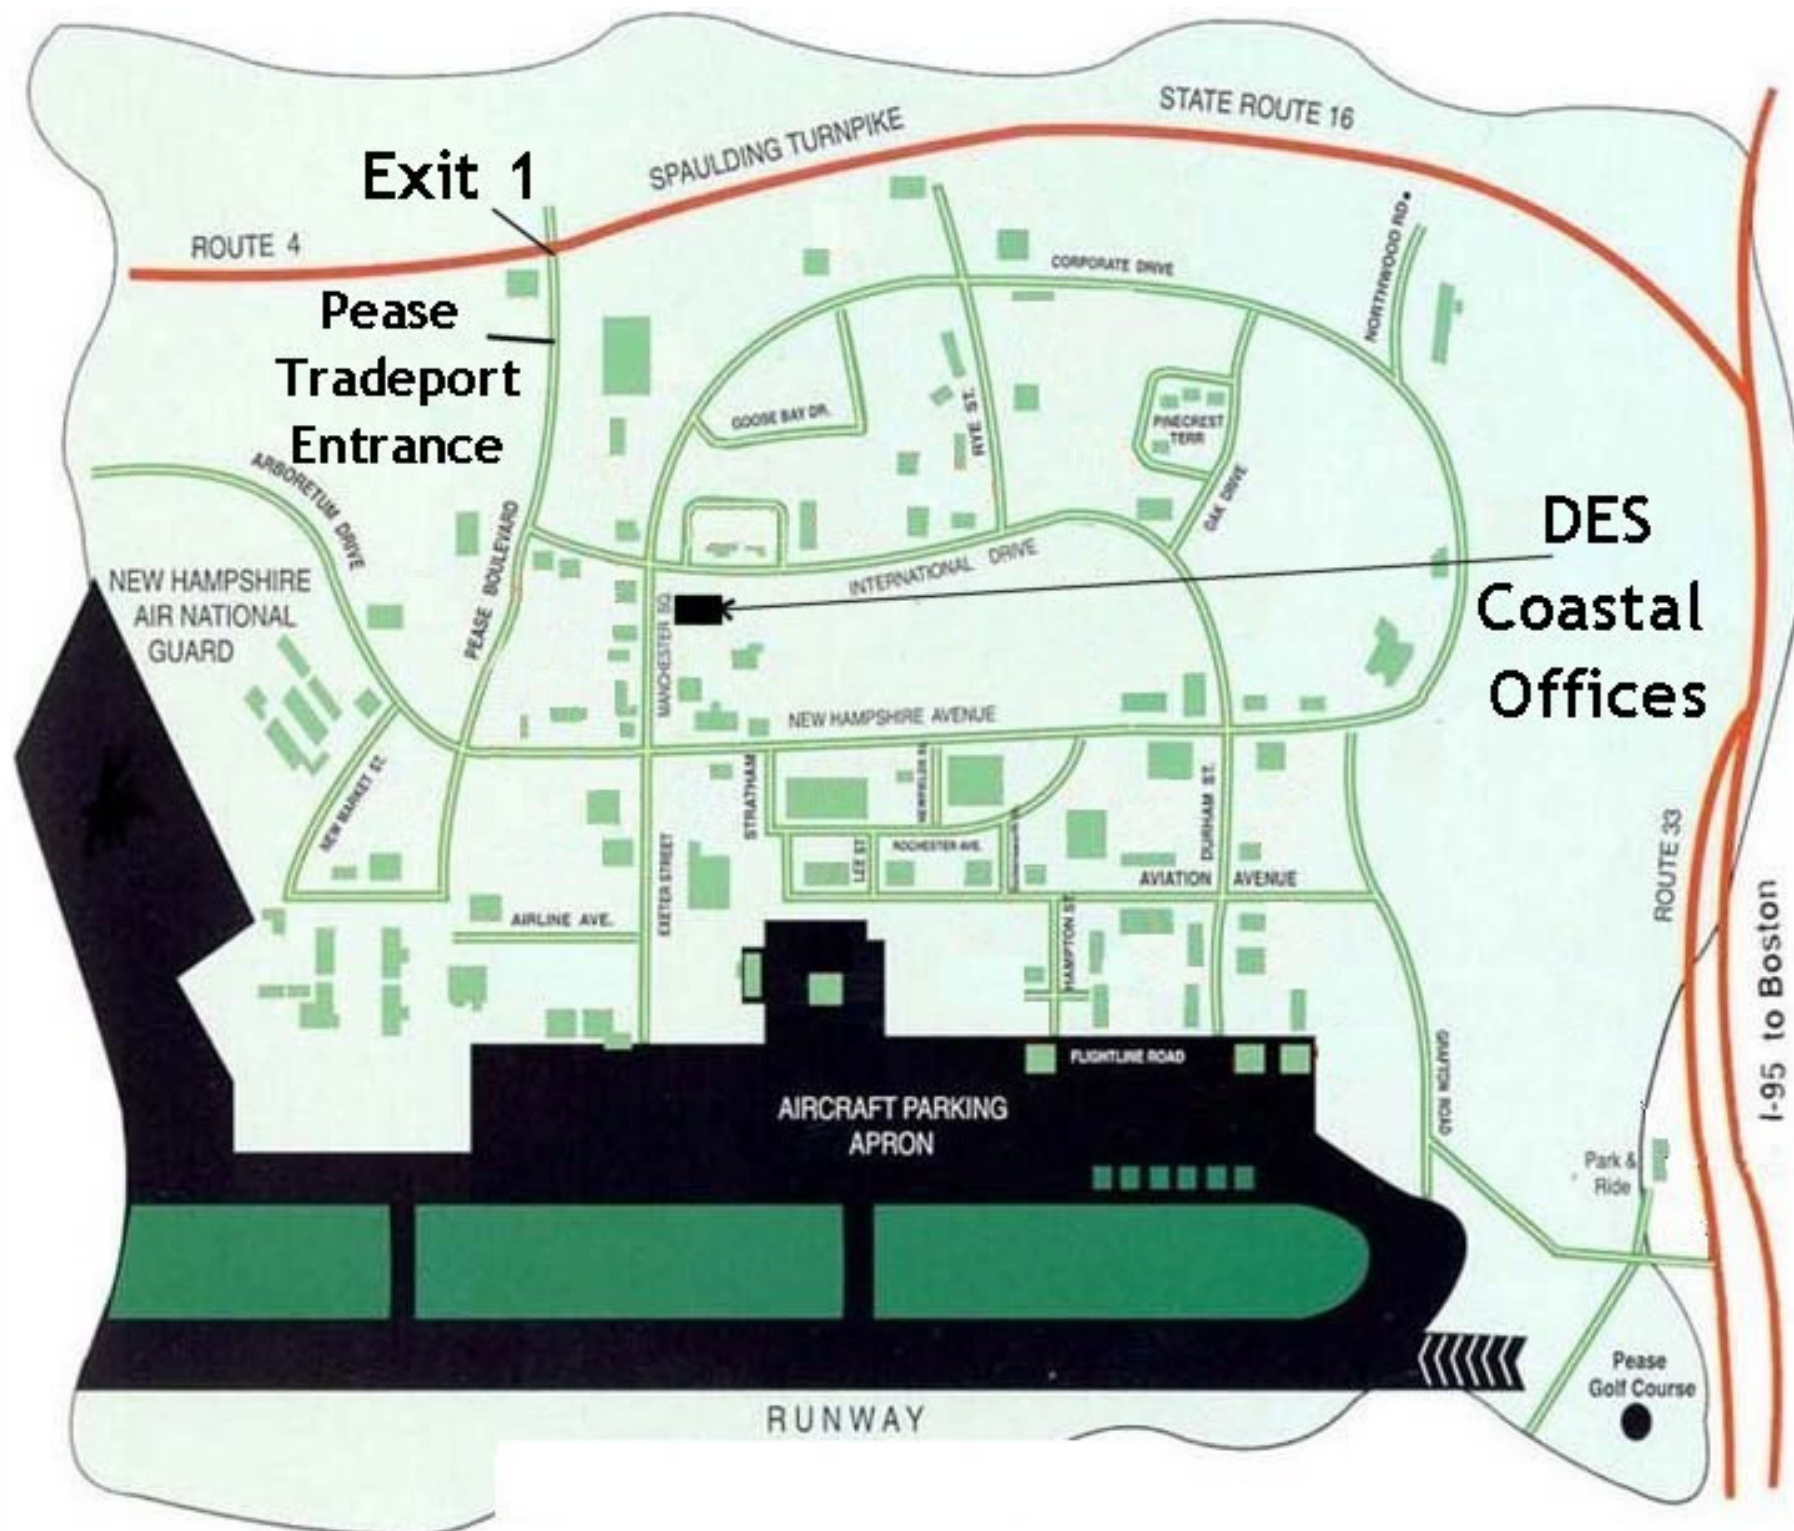 STATE ROUTE 16
SPAULDING TURNPIKE
Exit 1
ROUTE 4
NORTHWOOD RD
CORPORATE DRIVE
Pease
Tradeport
Entrance
GOOSE BAY DR.
RYE ST.
PINECREST
TERR
OAK DRIVE
ARBORETUM DRIVE
PEASE BOULEVARD
INTERNATIONAL DRIVE
DES
Coastal
Offices
NEW HAMPSHIRE
AIR NATIONAL
GUARD
MANCHESTER SQ.
NEW HAMPSHIRE AVENUE
NEW MARKET ST.
STRATHAM
EXETER STREET
LEE ST
ROCHESTER AVE.
DURHAM ST.
AVIATION AVENUE
ROUTE 33
I-95 to Boston
AIRLINE AVE.
HAMPTON ST.
FLIGHTLINE ROAD
GRAFTON ROAD
AIRCRAFT PARKING
APRON
Park &
Ride
Pease
Golf Course
RUNWAY